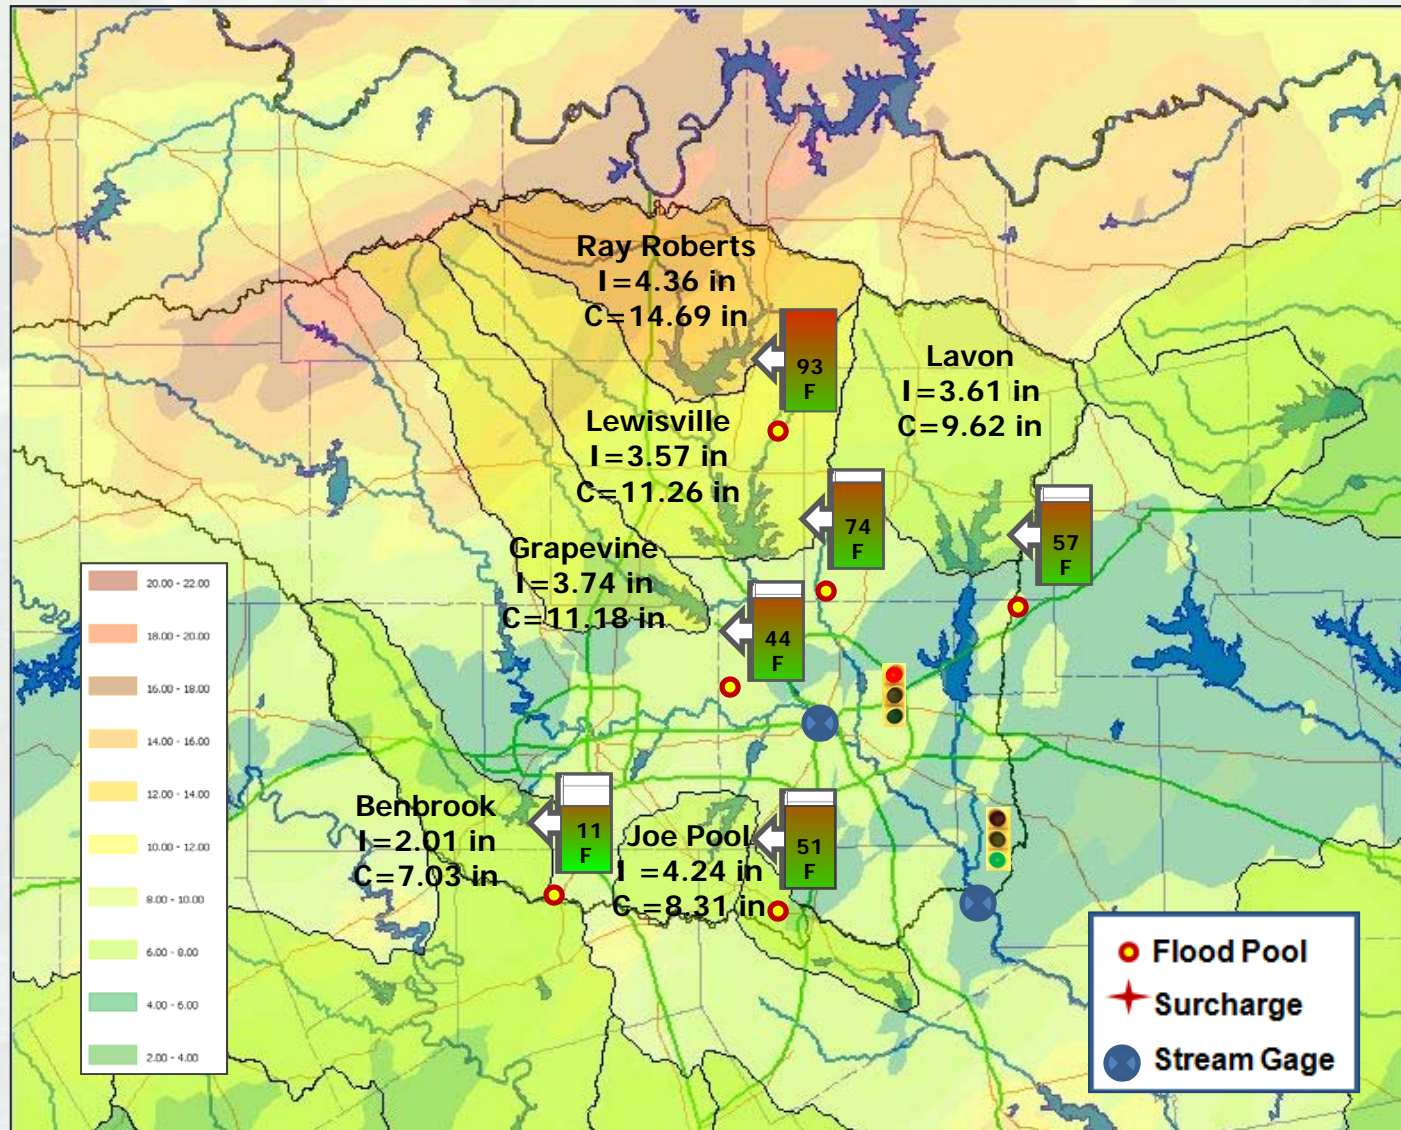 Ray Roberts
I=4.36 in
C=14.69 in
93
F
Lavon
I=3.61 in
C=9.62 in
Lewisville
I=3.57 in
C=11.26 in
74
F
57
F
Grapevine
I=3.74 in
C=11.18 in
44
F
Benbrook
I=2.01 in
C=7.03 in
11
F
Joe Pool
I =4.24 in
C =8.31 in
51
F
20.00 - 22.00
18.00 - 20.00
16.00 - 18.00
14.00 - 16.00
12.00 - 14.00
10.00 - 12.00
8.00 - 10.00
6.00 - 8.00
4.00 - 6.00
2.00 - 4.00
Flood Pool
Surcharge
Stream Gage